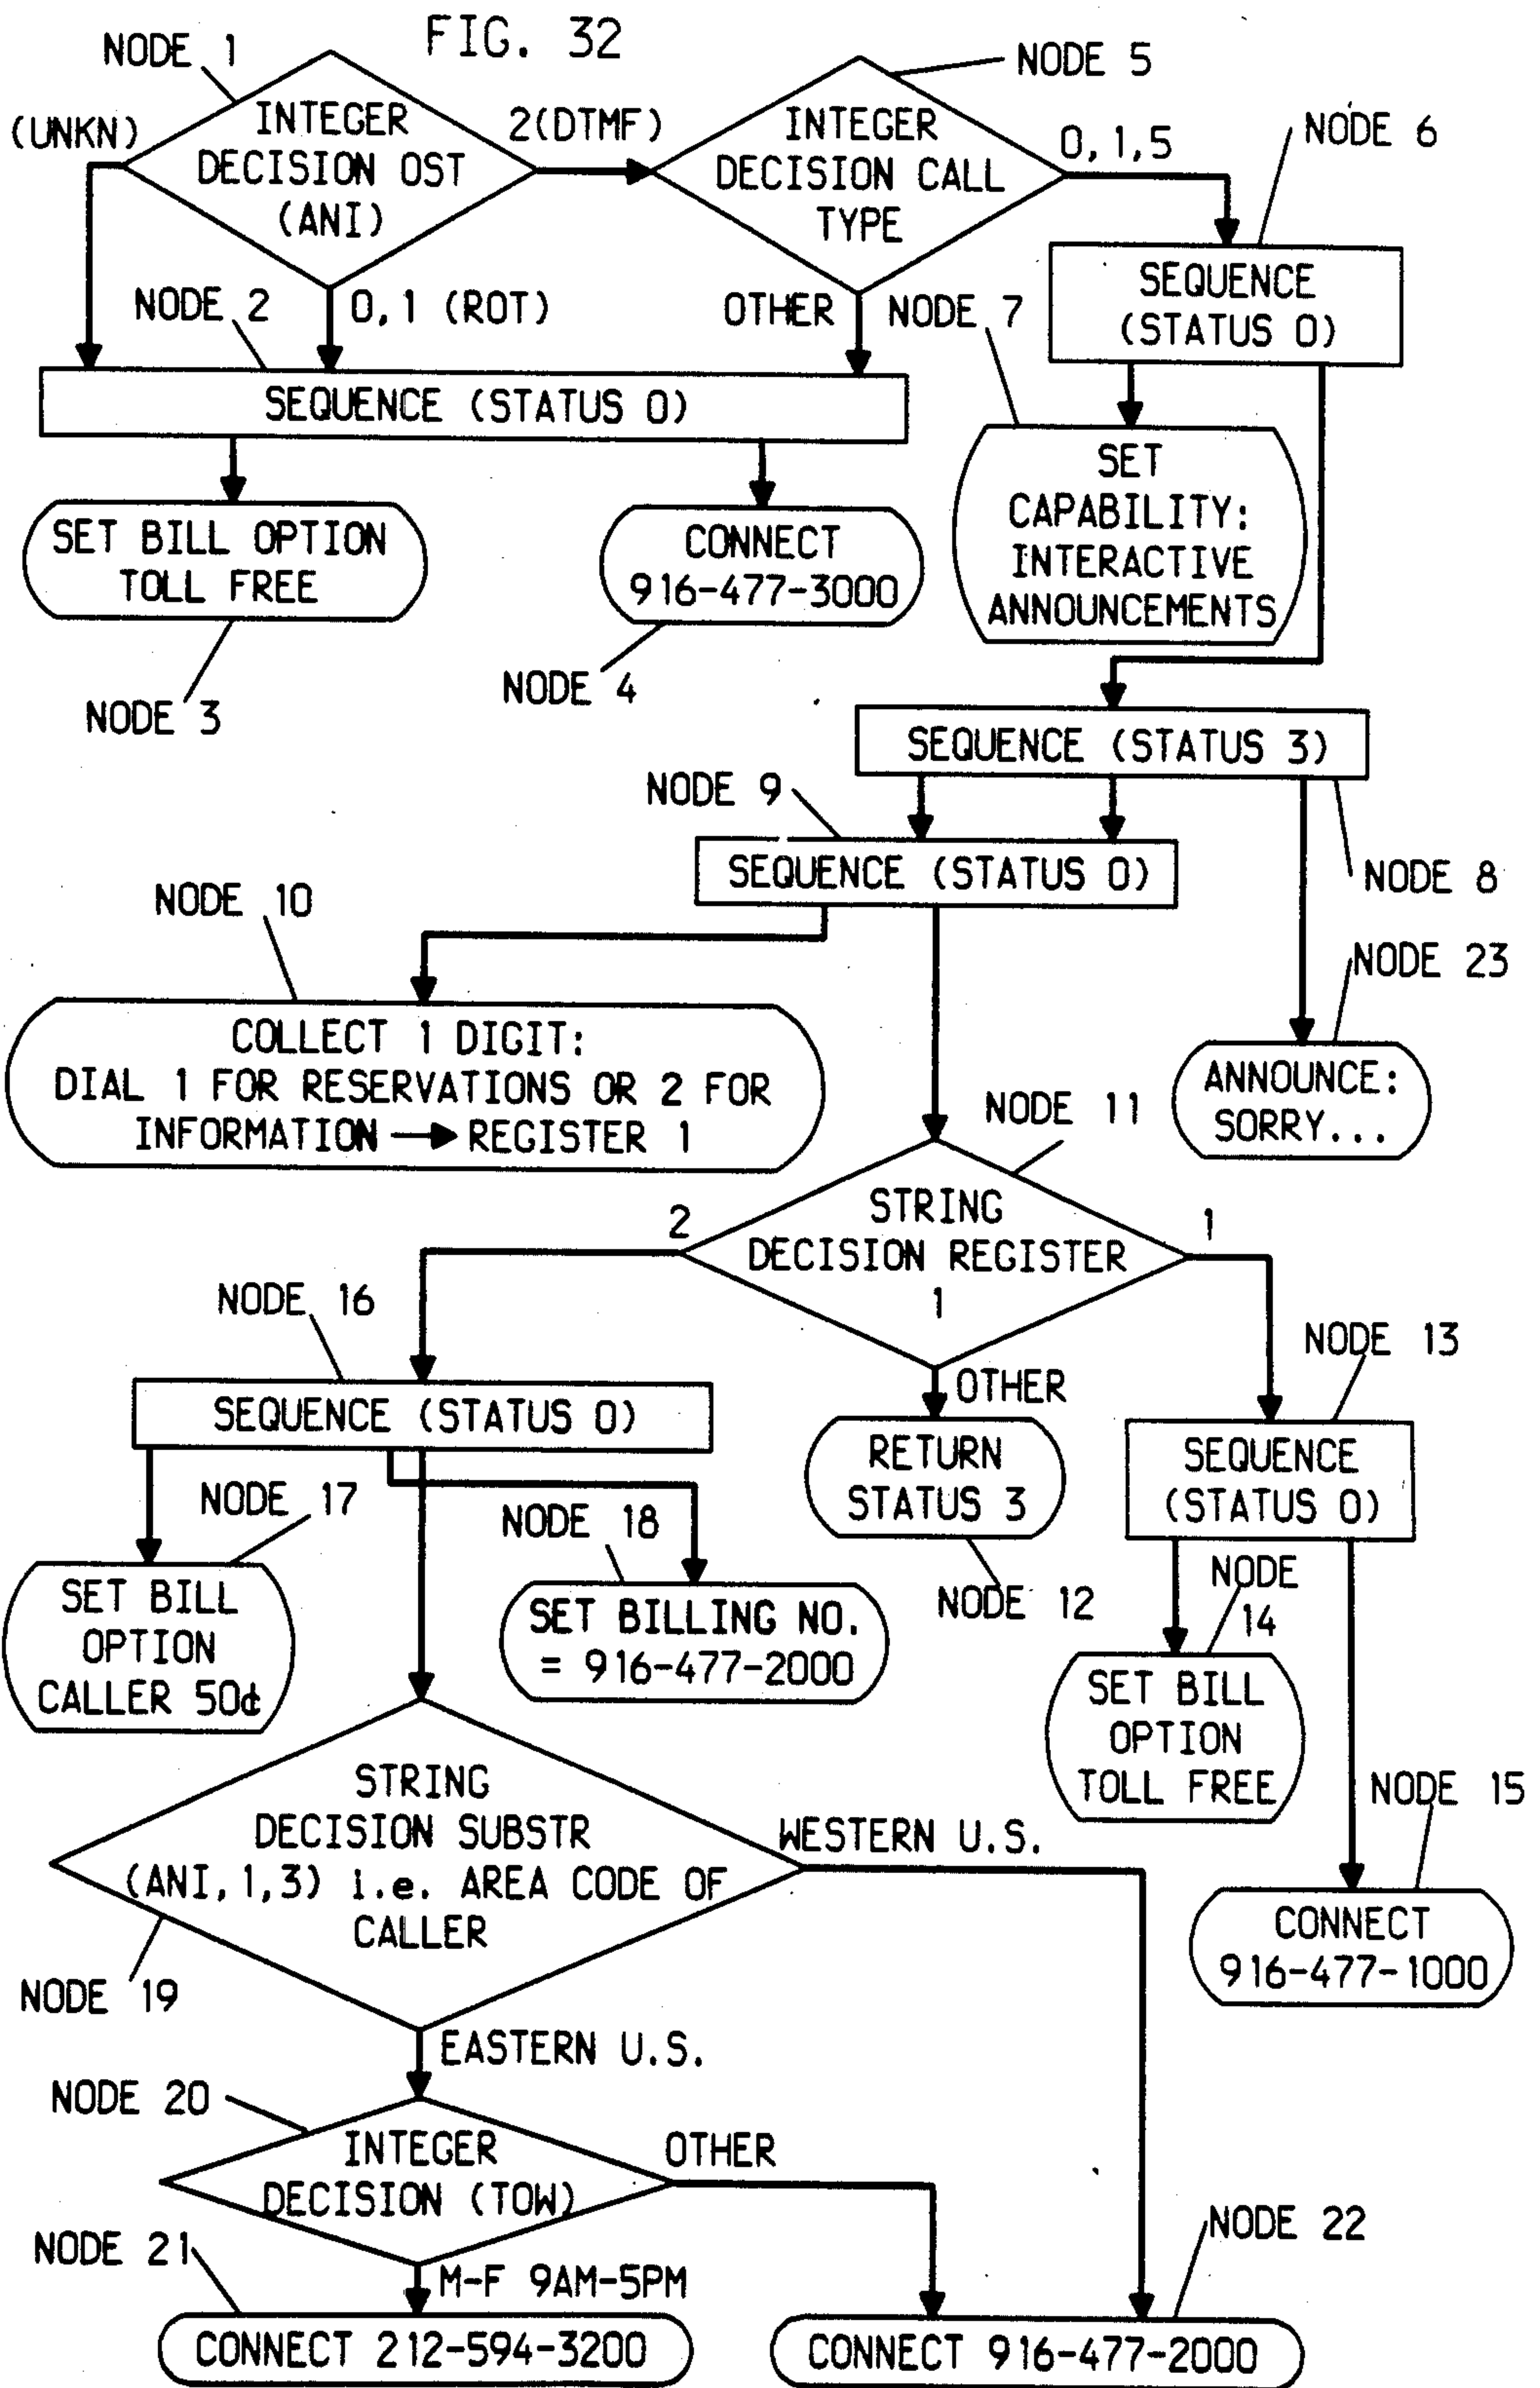 FIG. 32
NODE 1
NODE 5
(UNKN)
INTEGER
DECISION OST
(ANI)
2(DTMF)
INTEGER
DECISION CALL
TYPE
0,1,5
NODE 6
NODE 2
0,1 (ROT)
OTHER
NODE 7
SEQUENCE
(STATUS 0)
SEQUENCE (STATUS 0)
SET BILL OPTION
TOLL FREE
CONNECT
916-477-3000
SET
CAPABILITY:
INTERACTIVE
ANNOUNCEMENTS
NODE 3
NODE 4
SEQUENCE (STATUS 3)
NODE 9
SEQUENCE (STATUS 0)
NODE 8
NODE 10
NODE 23
COLLECT 1 DIGIT:
DIAL 1 FOR RESERVATIONS OR 2 FOR
INFORMATION → REGISTER 1
ANNOUNCE:
SORRY...
NODE 11
2
STRING
DECISION REGISTER
1
1
NODE 16
NODE 13
SEQUENCE (STATUS 0)
OTHER
RETURN
STATUS 3
SEQUENCE
(STATUS 0)
NODE 17
NODE 18
NODE 12
NODE
14
SET BILL
OPTION
CALLER 50¢
SET BILLING NO.
= 916-477-2000
SET BILL
OPTION
TOLL FREE
NODE 15
STRING
DECISION SUBSTR
(ANI,1,3) i.e. AREA CODE OF
CALLER
WESTERN U.S.
CONNECT
916-477-1000
NODE 19
EASTERN U.S.
NODE 20
INTEGER
DECISION (TOW)
OTHER
NODE 21
NODE 22
M-F 9AM-5PM
CONNECT 212-594-3200
CONNECT 916-477-2000